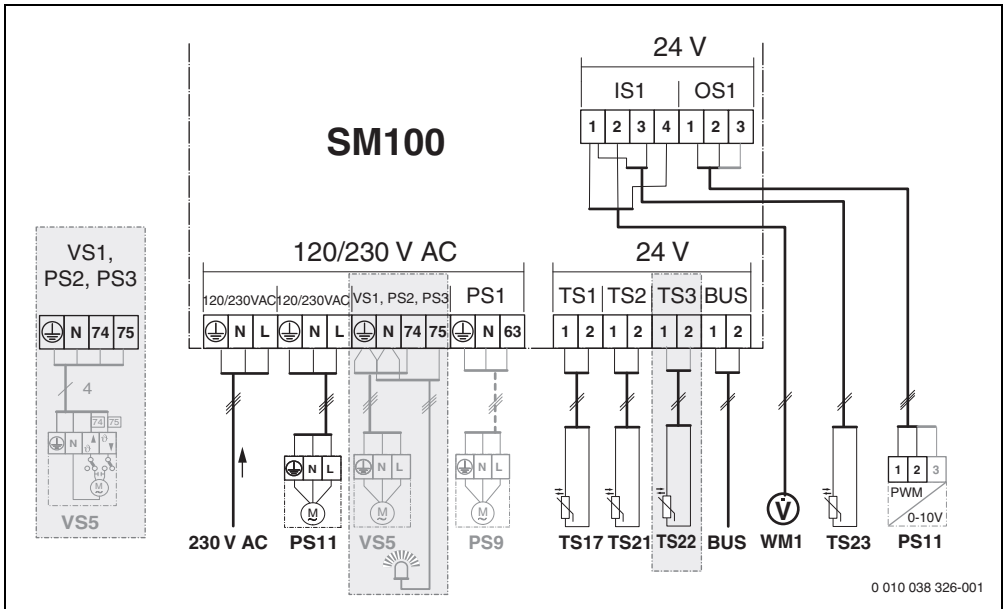 24 V
IS1 OS1
1 2 3 4 1 2 3
SM100
VS1,
PS2, PS3
N 74 75
4
74 75
N ϑ ϑ
M
VS5
120/230 V AC
24 V
120/230VAC 120/230VAC VS1, PS2, PS3 PS1
TS1 TS2 TS3 BUS
N L N L N 74 75 N 63
1 2 1 2 1 2 1 2
N L N L N L
M ~ M ~ M ~
V̇
1 2 3
PWM
0-10V
230 V AC PS11 VS5 PS9 TS17 TS21 TS22 BUS WM1 TS23 PS11
0 010 038 326-001